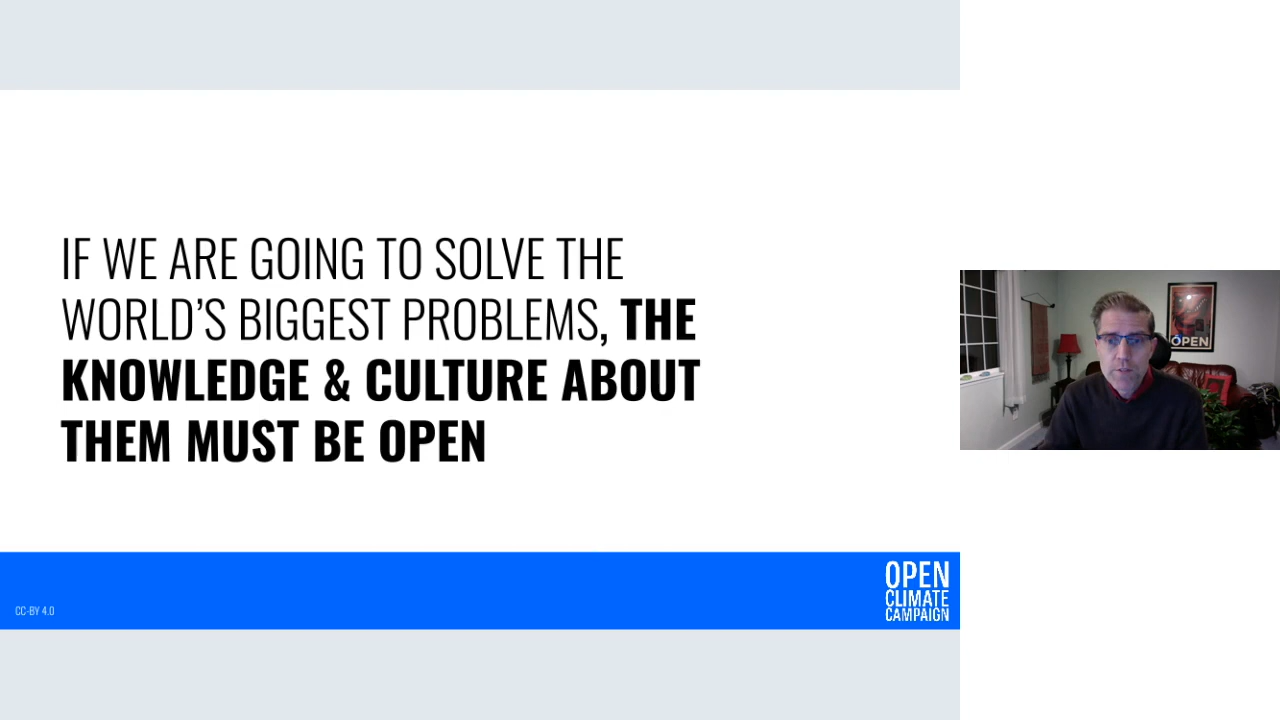 IF WE ARE GOING TO SOLVE THE
WORLD’S BIGGEST PROBLEMS, THE
KNOWLEDGE & CULTURE ABOUT
THEM MUST BE OPEN
CC-BY 4.0
OPEN
CLIMATE
CAMPAIGN
OPEN